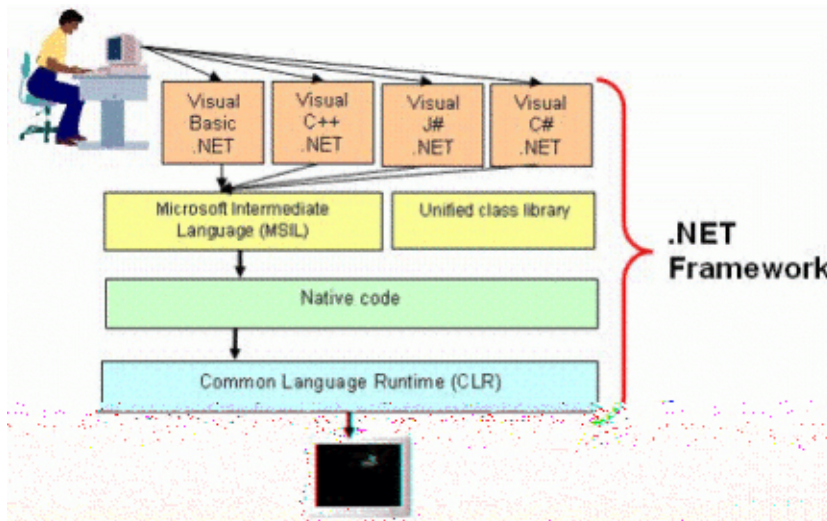 Visual
Basic
.NET
Visual
C++
.NET
Visual
J#
.NET
Visual
C#
.NET
Microsoft Intermediate
Language (MSIL)
Unified class library
.NET
Framework
Native code
Common Language Runtime (CLR)